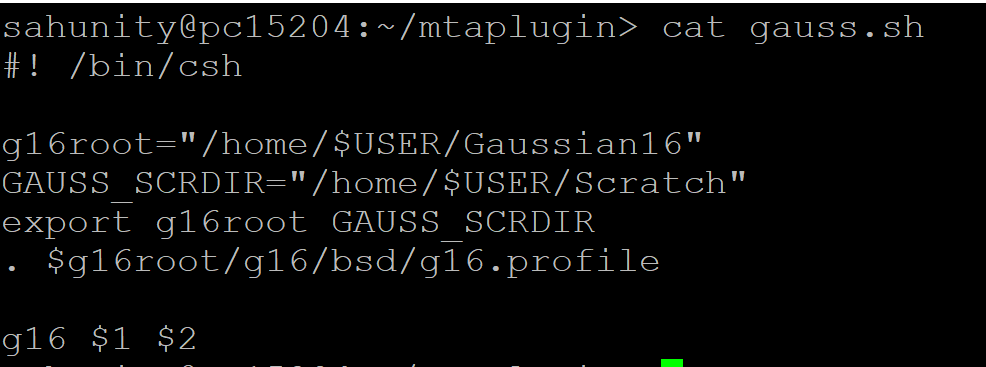 sahunity@pc15204:~/mtaplugin> cat gauss.sh
#! /bin/csh
g16root="/home/$USER/Gaussian16"
GAUSS_SCRDIR="/home/$USER/Scratch"
export g16root GAUSS_SCRDIR
. $g16root/g16/bsd/g16.profile
g16 $1 $2